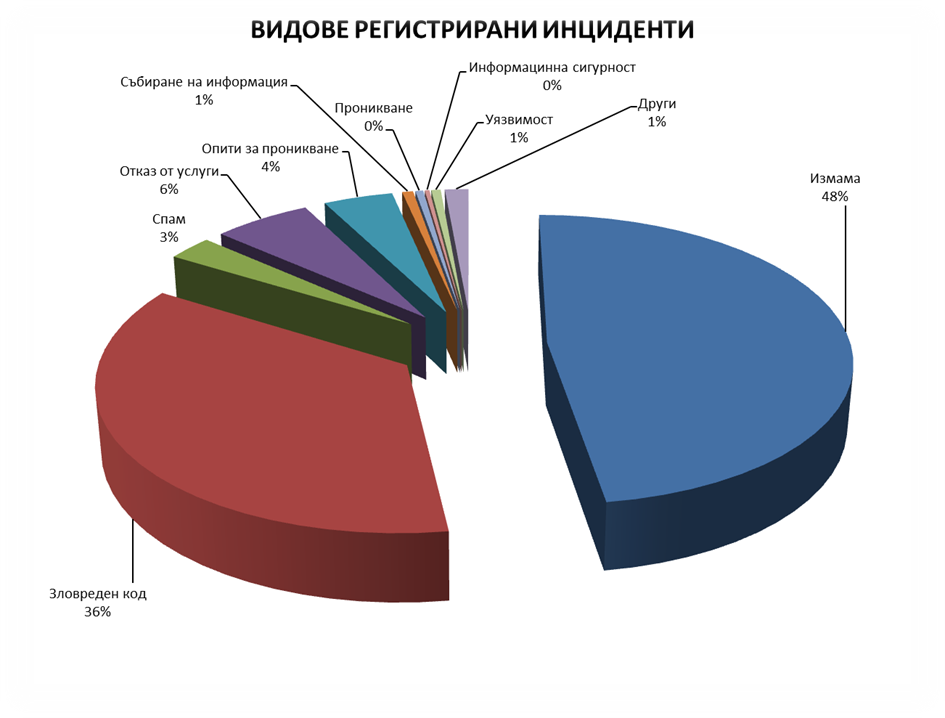 ВИДОВЕ РЕГИСТРИРАНИ ИНЦИДЕНТИ
Информацинна сигурност
0%
Събиране на информация
1%
Проникване
0%
Други
1%
Уязвимост
1%
Опити за проникване
4%
Отказ от услуги
6%
Измама
48%
Спам
3%
Зловреден код
36%